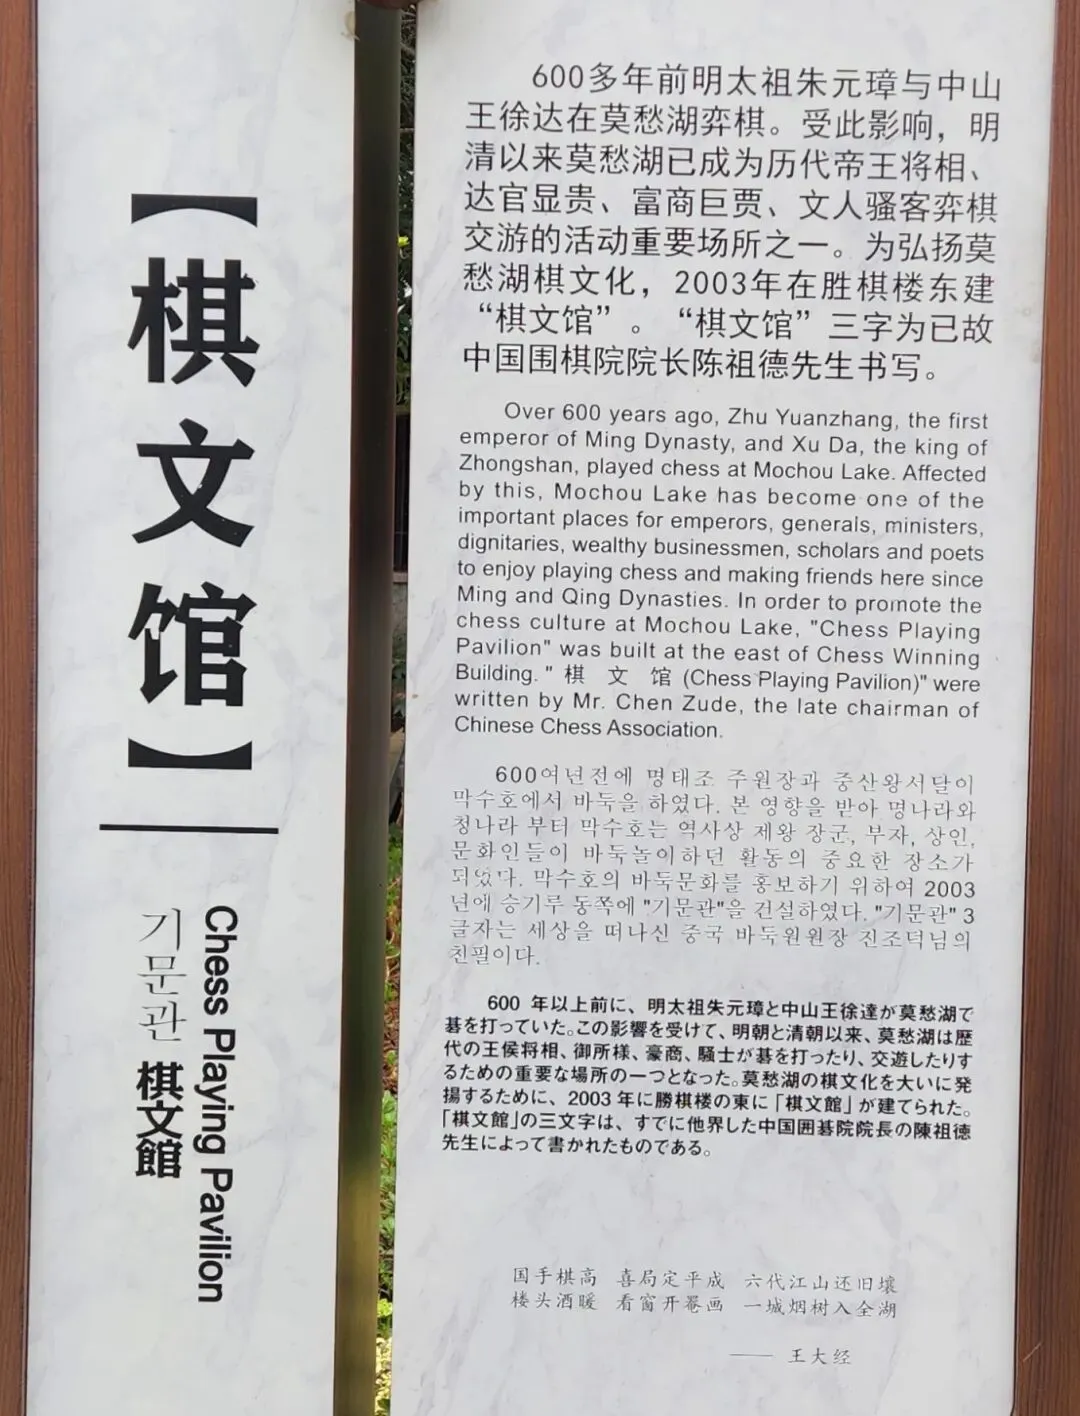 【棋文馆】
Chess Playing Pavilion
기문관 棋文館
600多年前明太祖朱元璋与中山
王徐达在莫愁湖弈棋。受此影响，明
清以来莫愁湖已成为历代帝王将相、
达官显贵、富商巨贾、文人骚客弈棋
交游的活动重要场所之一。为弘扬莫
愁湖棋文化，2003年在胜棋楼东建
“棋文馆”。“棋文馆”三字为已故
中国围棋院院长陈祖德先生书写。
Over 600 years ago, Zhu Yuanzhang, the first
emperor of Ming Dynasty, and Xu Da, the king of
Zhongshan, played chess at Mochou Lake. Affected
by this, Mochou Lake has become one of the
important places for emperors, generals, ministers,
dignitaries, wealthy businessmen, scholars and poets
to enjoy playing chess and making friends here since
Ming and Qing Dynasties. In order to promote the
chess culture at Mochou Lake, "Chess Playing
Pavilion" was built at the east of Chess Winning
Building. " 棋 文 馆 (Chess Playing Pavilion)" were
written by Mr. Chen Zude, the late chairman of
Chinese Chess Association.
600여년전에 명태조 주원장과 중산왕서달이
막수호에서 바둑을 하였다. 본 영향을 받아 명나라와
청나라 부터 막수호는 역사상 제왕 장군, 부자, 상인,
문화인들이 바둑놀이하던 활동의 중요한 장소가
되었다. 막수호의 바둑문화를 홍보하기 위하여 2003
년에 승기루 동쪽에 "기문관"을 건설하였다. "기문관" 3
글자는 세상을 떠나신 중국 바둑원원장 진조덕님의
친필이다.
600 年以上前に、明太祖朱元璋と中山王徐達が莫愁湖で
碁を打っていた。この影響を受けて、明朝と清朝以来、莫愁湖は歴
代の王侯将相、御所様、豪商、騒士が碁を打ったり、交遊したりす
るための重要な場所の一つとなった。莫愁湖の棋文化を大いに発
揚するために、2003 年に勝棋楼の東に「棋文館」が建てられた。
「棋文館」の三文字は、すでに他界した中国囲碁院院長の陳祖徳
先生によって書かれたものである。
国手棋高 喜局定平成 六代江山还旧壤
楼头酒暖 看窗开罨画 一城烟树入全湖
—— 王大经